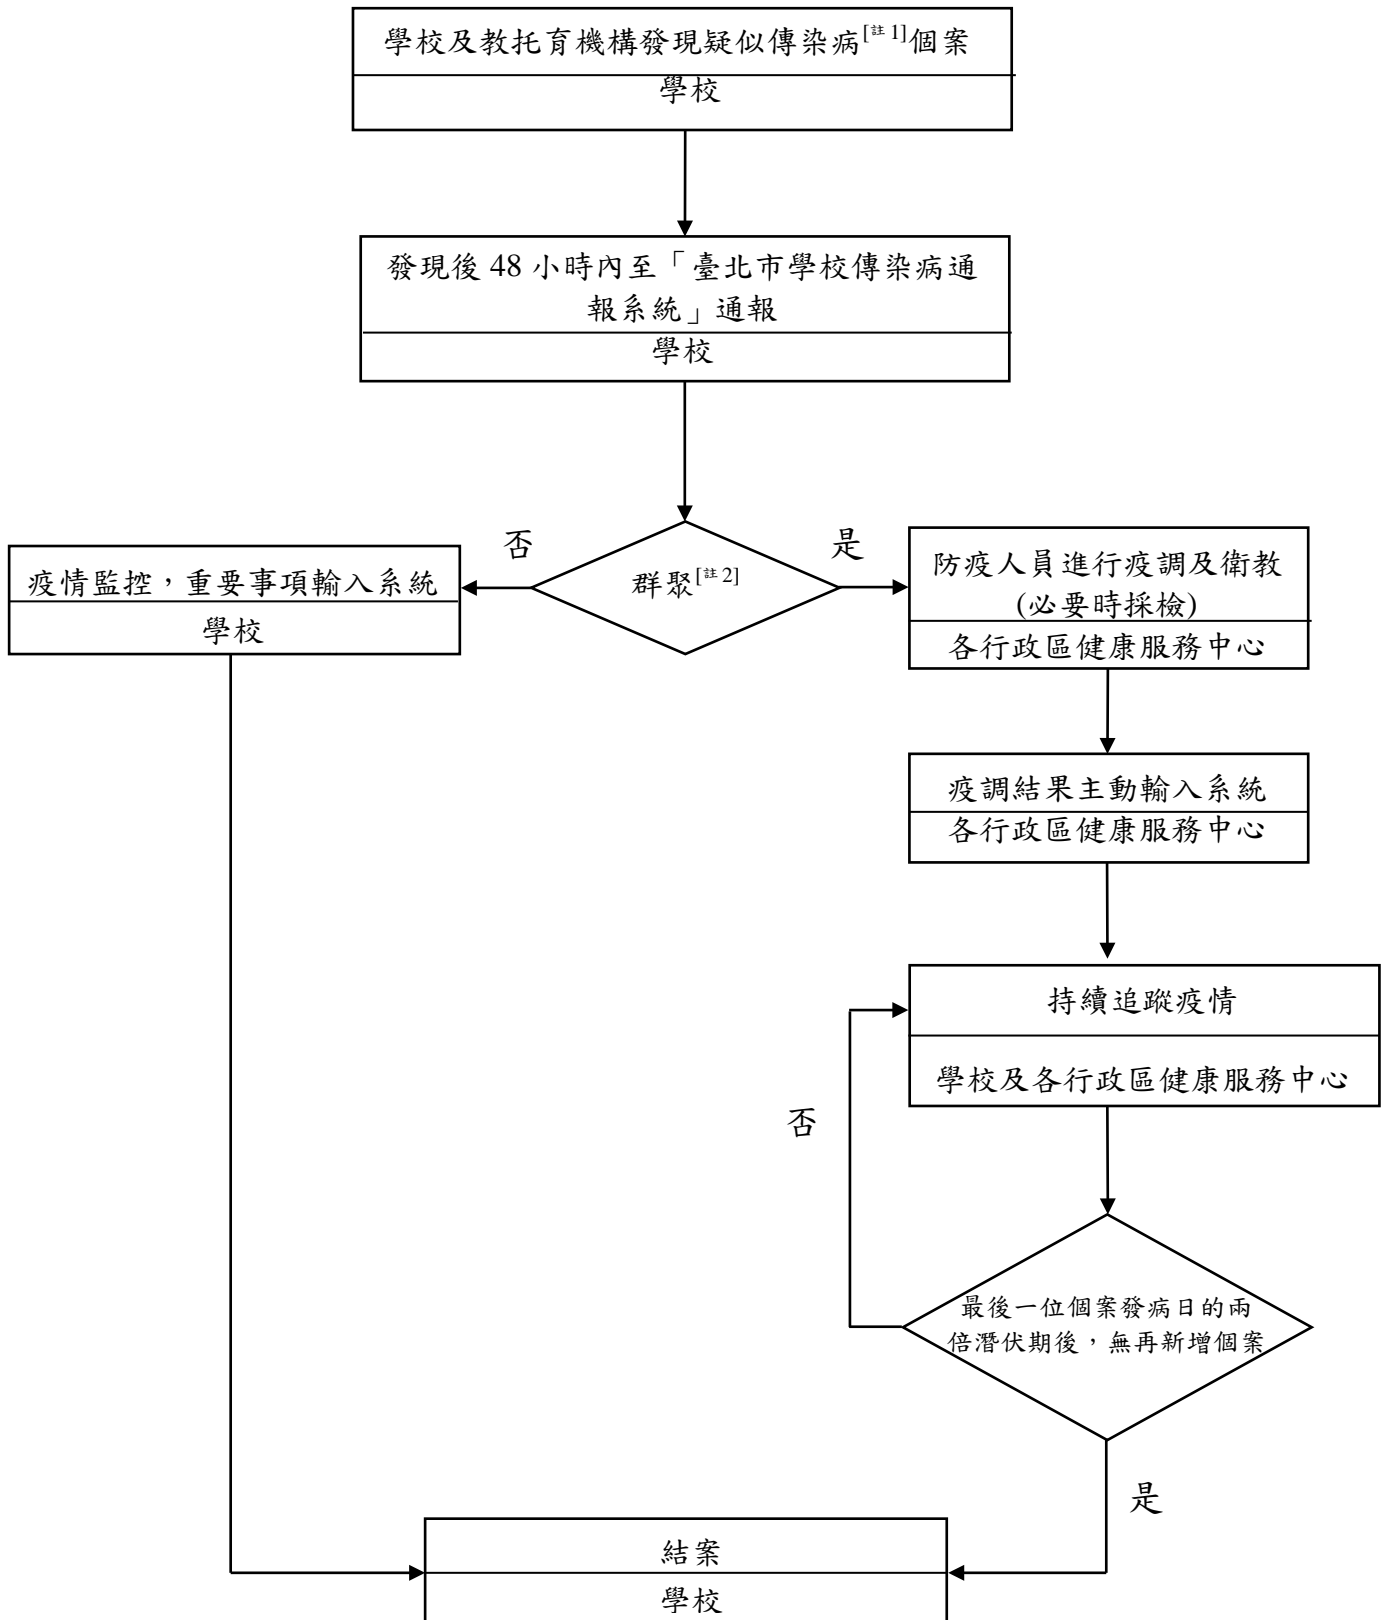 學校及教托育機構發現疑似傳染病[註1]個案
學校
發現後 48 小時內至「臺北市學校傳染病通
報系統」通報
學校
否
是
群聚[註2]
疫情監控，重要事項輸入系統
學校
防疫人員進行疫調及衛教
(必要時採檢)
各行政區健康服務中心
疫調結果主動輸入系統
各行政區健康服務中心
持續追蹤疫情
學校及各行政區健康服務中心
否
最後一位個案發病日的兩
倍潛伏期後，無再新增個案
是
結案
學校